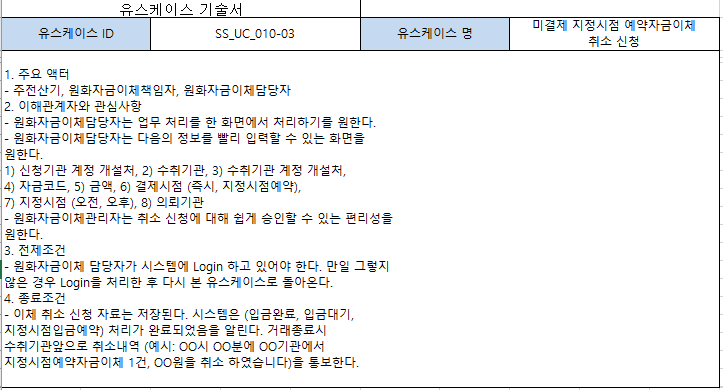 유스케이스 기술서
유스케이스 ID
SS_UC_010-03
유스케이스 명
미결제 지정시점 예약자금이체
취소 신청
1. 주요 액터
- 주전산기, 원화자금이체책임자, 원화자금이체담당자
2. 이해관계자와 관심사항
- 원화자금이체담당자는 업무 처리를 한 화면에서 처리하기를 원한다.
- 원화자금이체담당자는 다음의 정보를 빨리 입력할 수 있는 화면을
원한다.
1) 신청기관 계정 개설처, 2) 수취기관, 3) 수취기관 계정 개설처,
4) 자금코드, 5) 금액, 6) 결제시점 (즉시, 지정시점예약),
7) 지정시점 (오전, 오후), 8) 의뢰기관
- 원화자금이체관리자는 취소 신청에 대해 쉽게 승인할 수 있는 편리성을
원한다.
3. 전제조건
- 원화자금이체 담당자가 시스템에 Login 하고 있어야 한다. 만일 그렇지
않은 경우 Login을 처리한 후 다시 본 유스케이스로 돌아온다.
4. 종료조건
- 이체 취소 신청 자료는 저장된다. 시스템은 (입금완료, 입금대기,
지정시점입금예약) 처리가 완료되었음을 알린다. 거래종료시
수취기관앞으로 취소내역 (예시: OO시 OO분에 OO기관에서
지정시점예약자금이체 1건, OO원을 취소 하였습니다)을 통보한다.